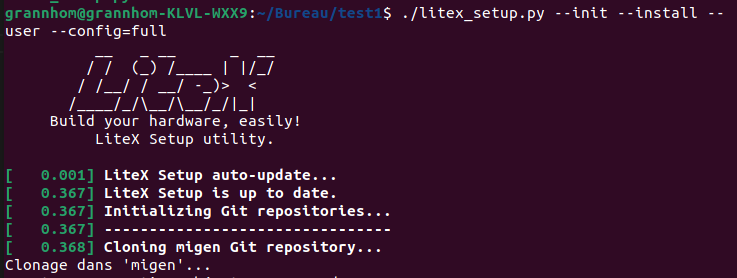 grannhom@grannhom-KLVL-WXX9:~/Bureau/test1$ ./litex_setup.py --init --install --
user --config=full
          __   _ __      _  __
         / /  (_) /____ | |/_/
        / /__/ / __/ -_)>  <
       /____/_/\__/\__/_/|_|
     Build your hardware, easily!
          LiteX Setup utility.
[   0.001] LiteX Setup auto-update...
[   0.367] LiteX Setup is up to date.
[   0.367] Initializing Git repositories...
[   0.367] --------------------------------
[   0.368] Cloning migen Git repository...
Clonage dans 'migen'...